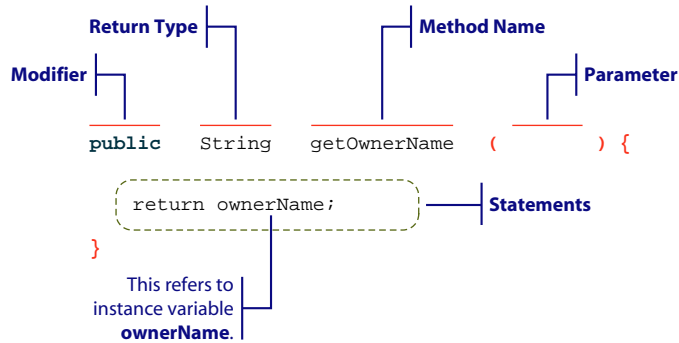 Return Type
Method Name
Modifier
Parameter
public String getOwnerName ( ) {
return ownerName;
Statements
}
This refers to
instance variable
ownerName.